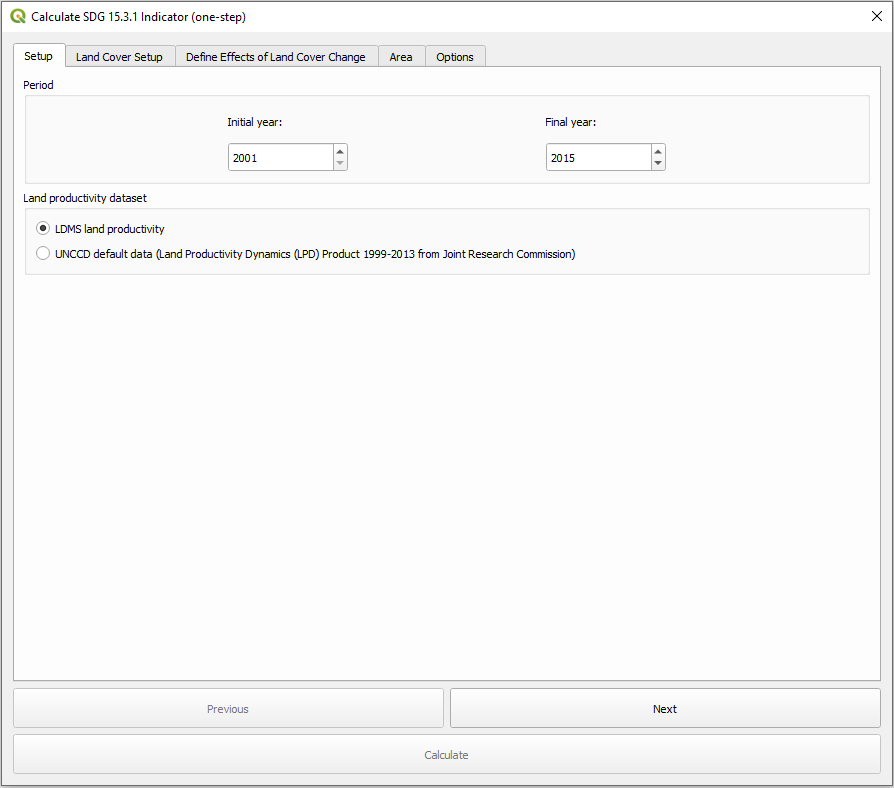 Calculate SDG 15.3.1 Indicator (one-step)
Setup
Land Cover Setup
Define Effects of Land Cover Change
Area
Options
Period
Initial year:
Final year:
2001
2015
Land productivity dataset
LDMS land productivity
UNCCD default data (Land Productivity Dynamics (LPD) Product 1999-2013 from Joint Research Commission)
Previous
Next
Calculate